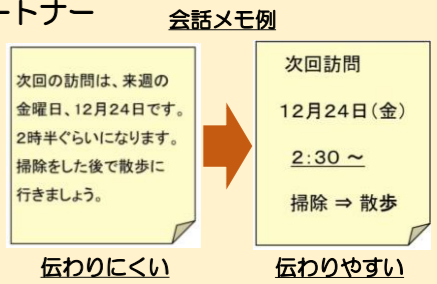 ートナー
会話メモ例
次回の訪問は、来週の
金曜日、12月24日です。
2時半ぐらいになります。
掃除をした後で散歩に
行きましょう。
伝わりにくい
次回訪問
12月24日(金)
2:30 ~
掃除 ⇒ 散歩
伝わりやすい